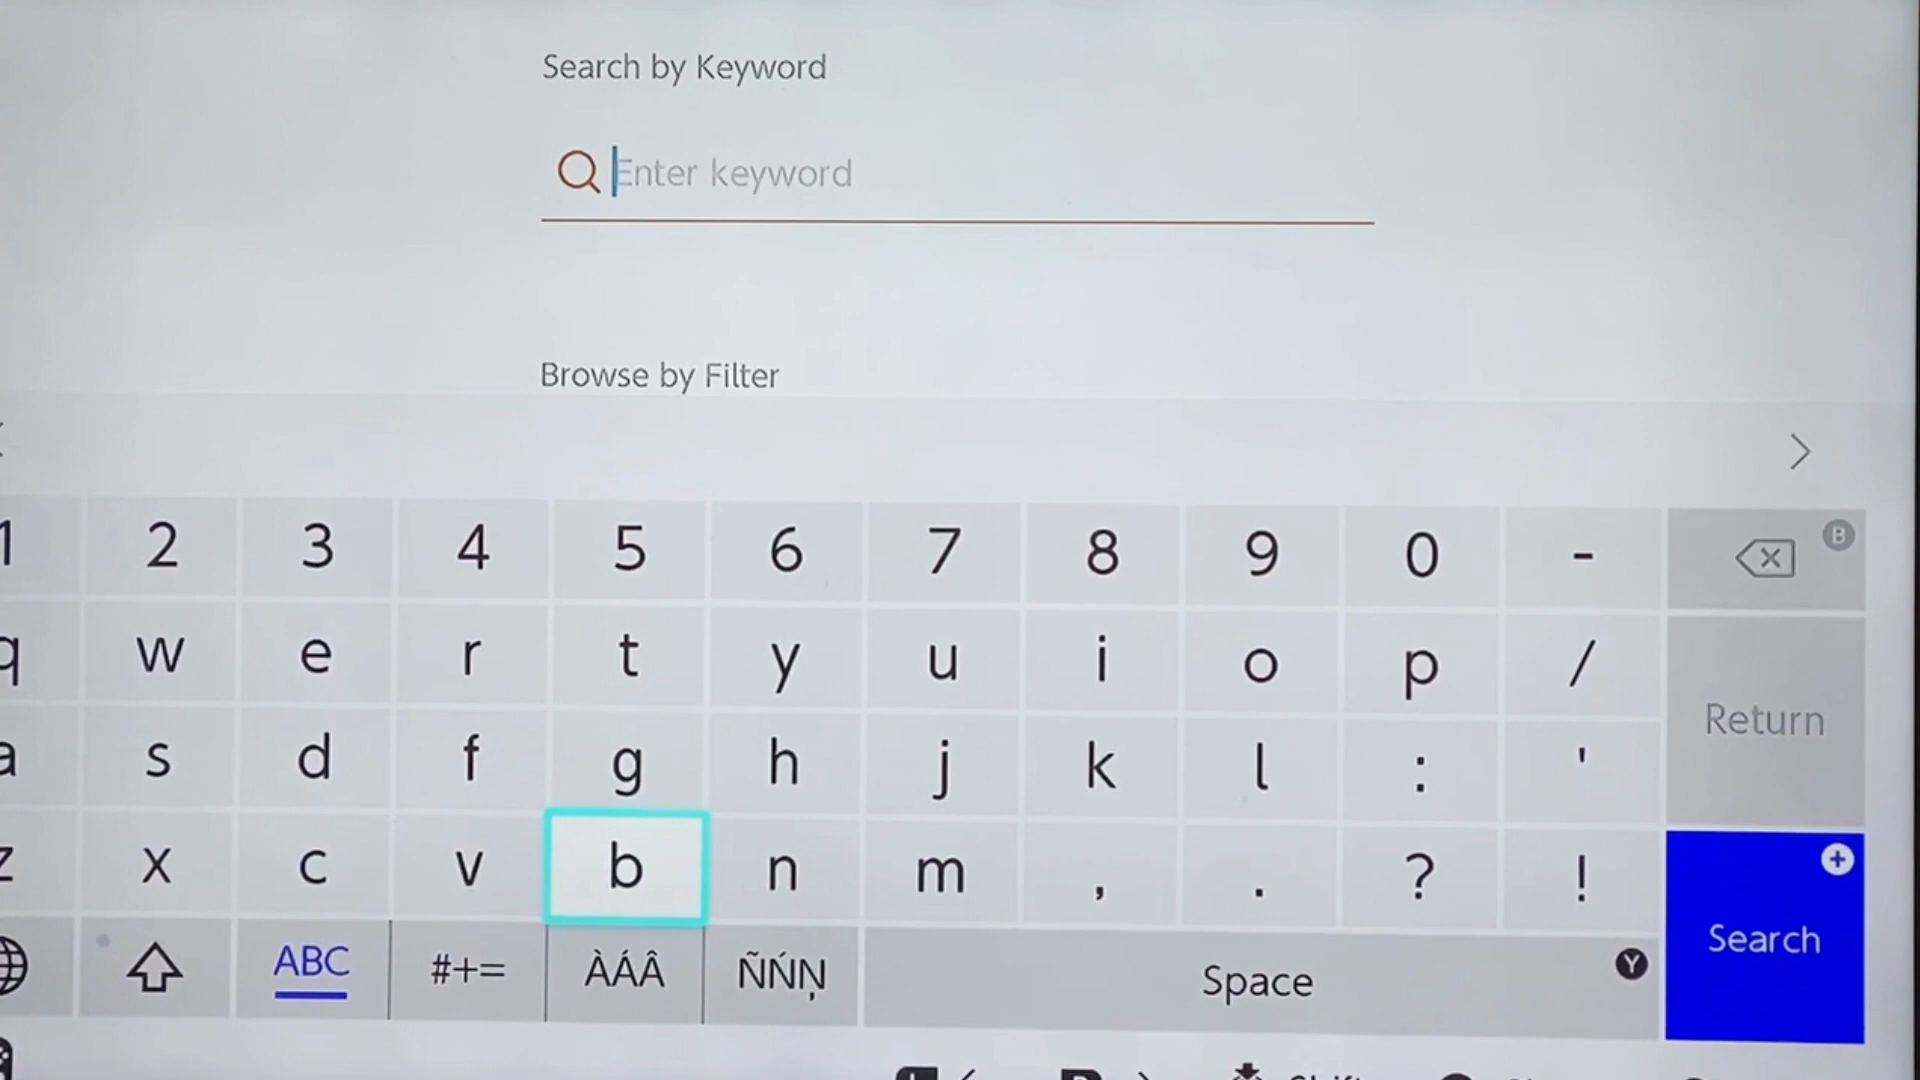 Search by Keyword
Enter keyword
Browse by Filter
1 2 3 4 5 6 7 8 9 0 - B
q w e r t y u i o p /
Return
a s d f g h j k l : '
z x c v b n m , . ? ! +
ABC #+= ÀÁÂ ÑŃŅ Space Y Search